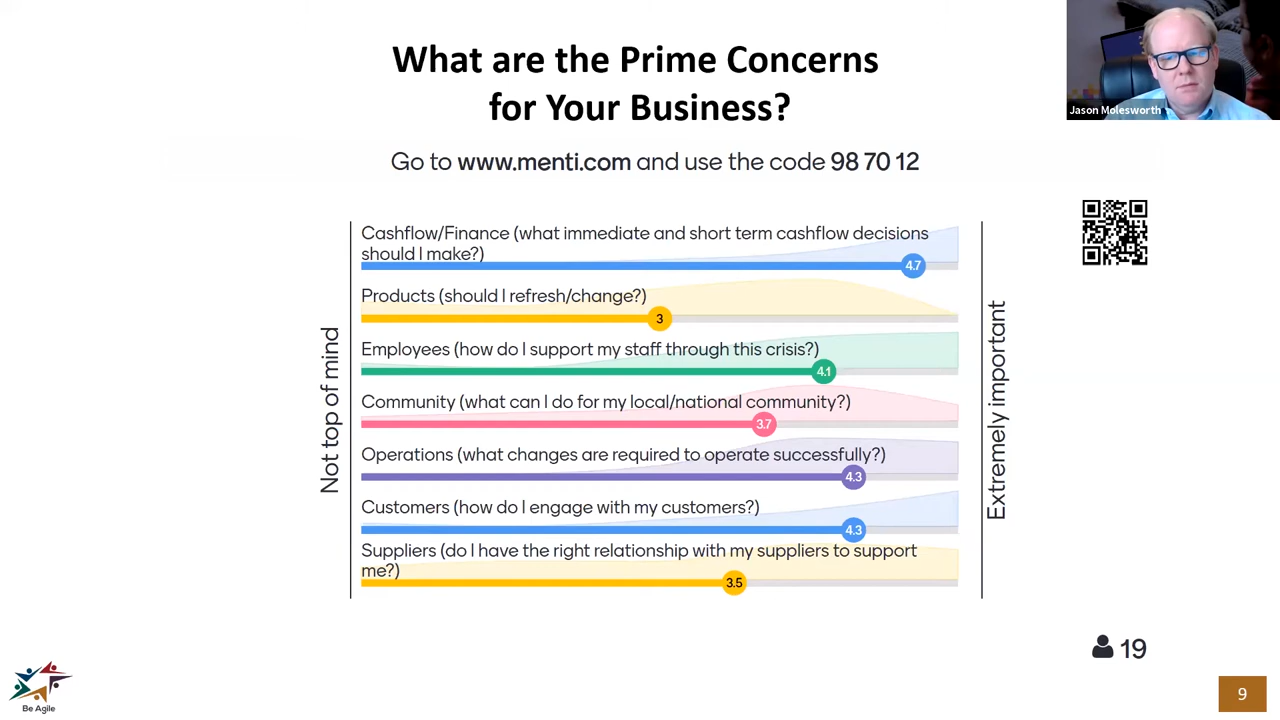 What are the Prime Concerns
for Your Business?
Jason Molesworth
Go to www.menti.com and use the code 98 70 12
Cashflow/Finance (what immediate and short term cashflow decisions
should I make?)
4.7
Products (should I refresh/change?)
3
Employees (how do I support my staff through this crisis?)
4.1
Community (what can I do for my local/national community?)
3.7
Operations (what changes are required to operate successfully?)
4.3
Customers (how do I engage with my customers?)
4.3
Suppliers (do I have the right relationship with my suppliers to support
me?)
3.5
Not top of mind
Extremely important
19
Be Agile
9